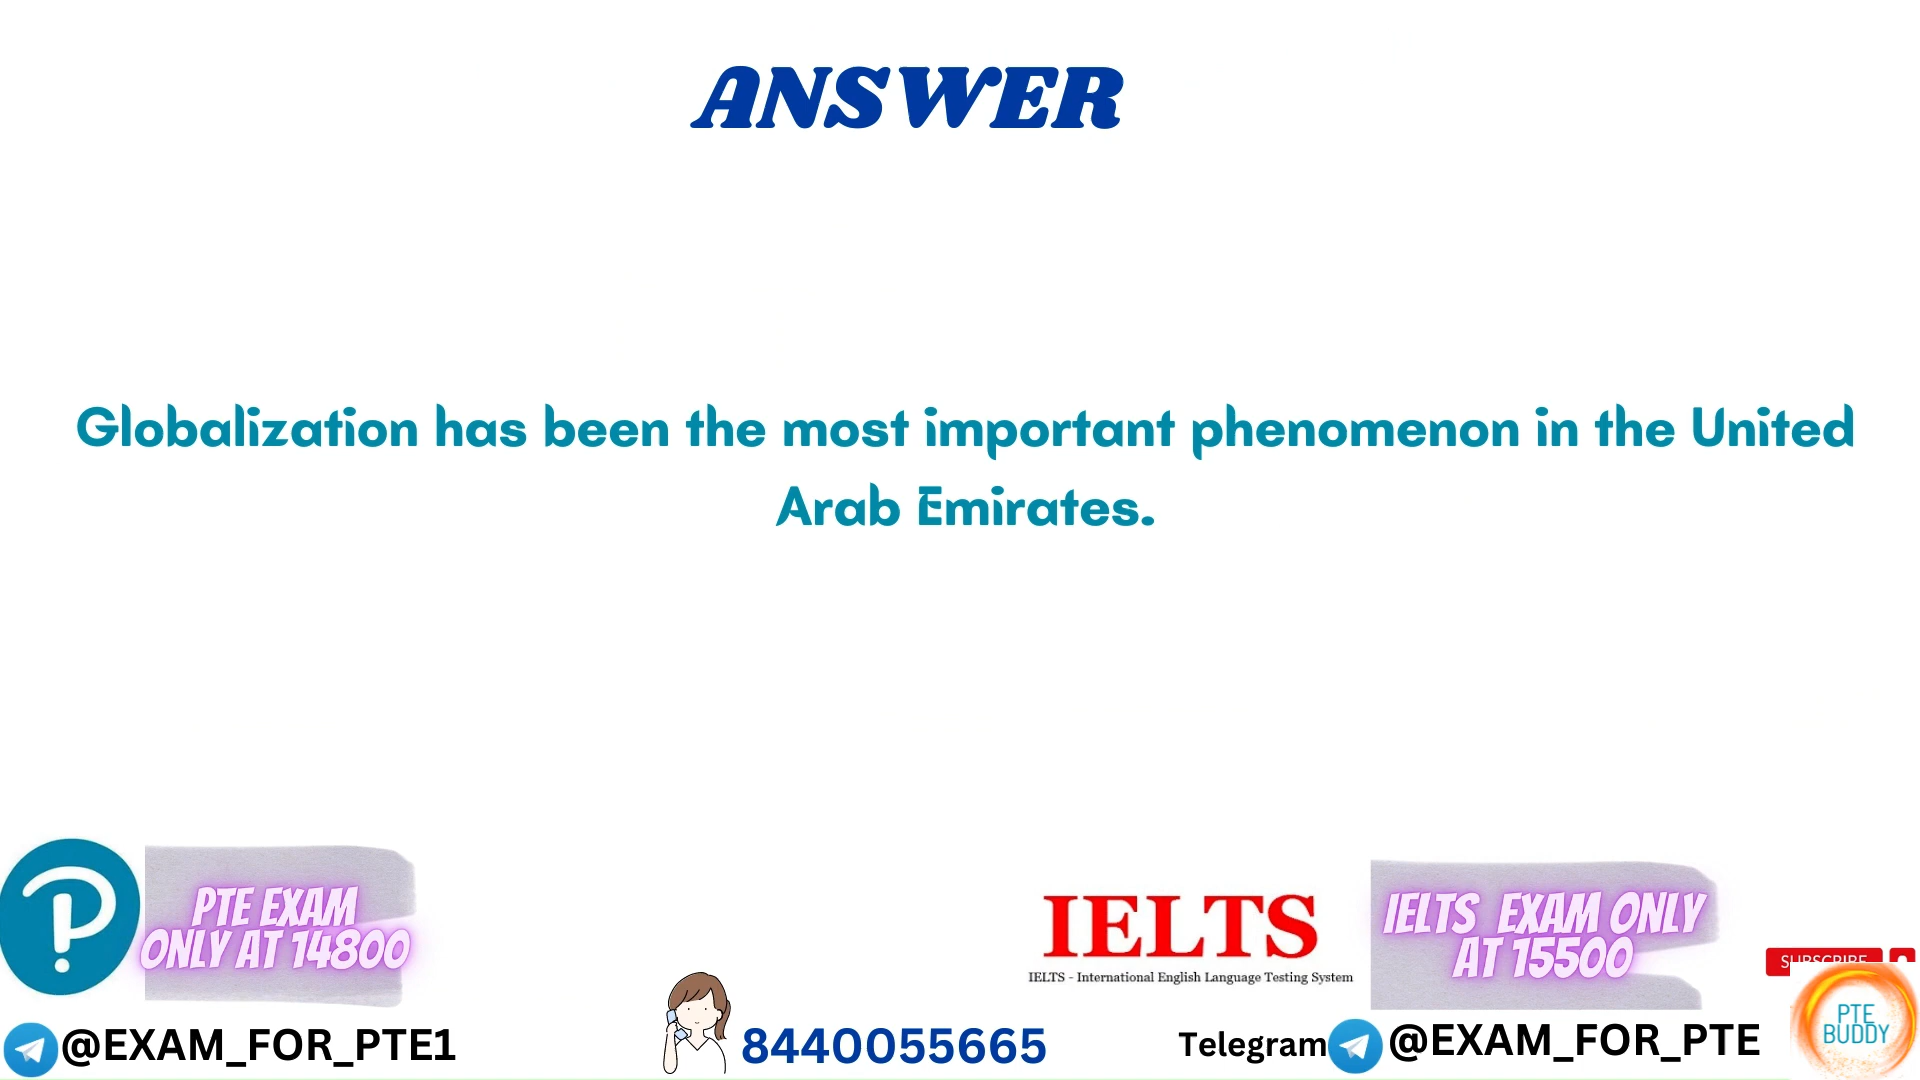 ANSWER
Globalization has been the most important phenomenon in the United
Arab Emirates.
PTE EXAM
ONLY AT 14800
IELTS
IELTS - International English Language Testing System
IELTS EXAM ONLY
AT 15500
SUBSCRIBE
@EXAM_FOR_PTE1
8440055665
Telegram @EXAM_FOR_PTE
PTE
BUDDY